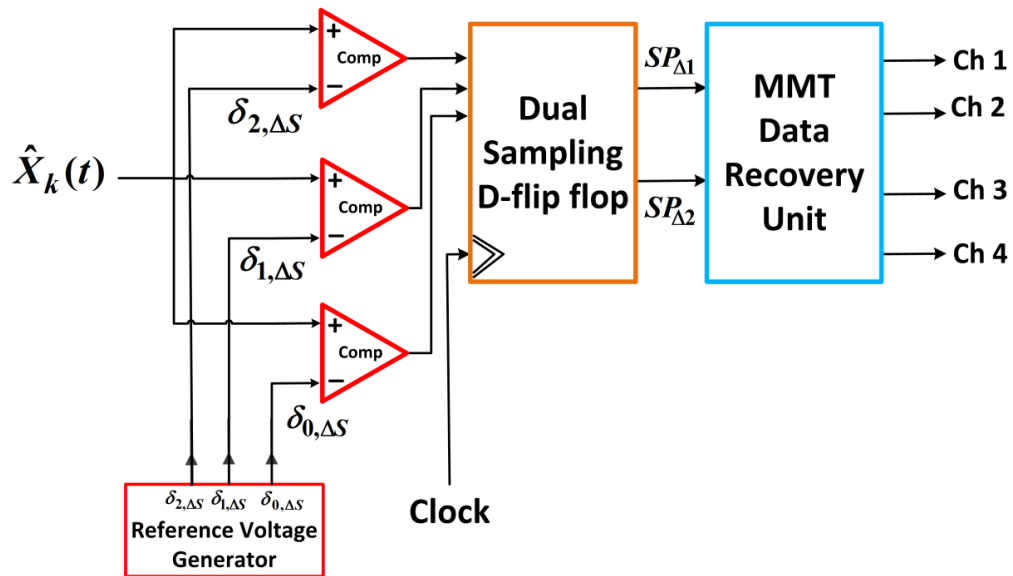 +
Comp
−
δ2,ΔS
X̂k(t)
+
Comp
−
δ1,ΔS
+
Comp
−
δ0,ΔS
δ2,ΔS δ1,ΔS δ0,ΔS
Reference Voltage
Generator
Clock
Dual
Sampling
D-flip flop
SPΔ1
SPΔ2
MMT
Data
Recovery
Unit
Ch 1
Ch 2
Ch 3
Ch 4